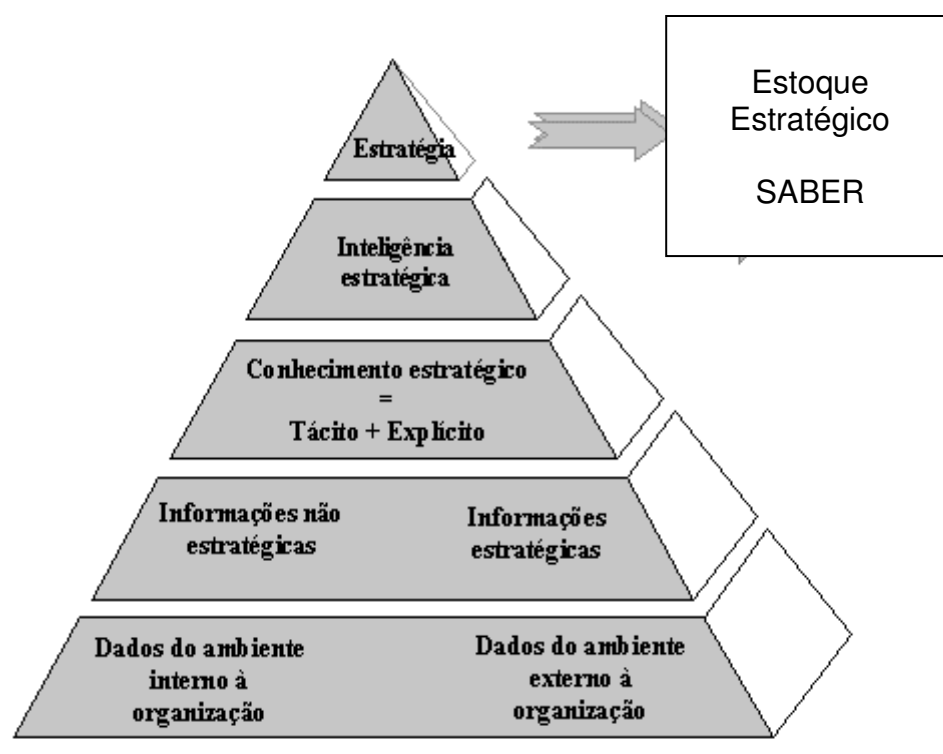 Estoque
Estratégico
SABER
Estratégia
Inteligência
estratégica
Conhecimento estratégico
=
Tácito + Explícito
Informações não
estratégicas
Informações
estratégicas
Dados do ambiente
interno à
organização
Dados do ambiente
externo à
organização